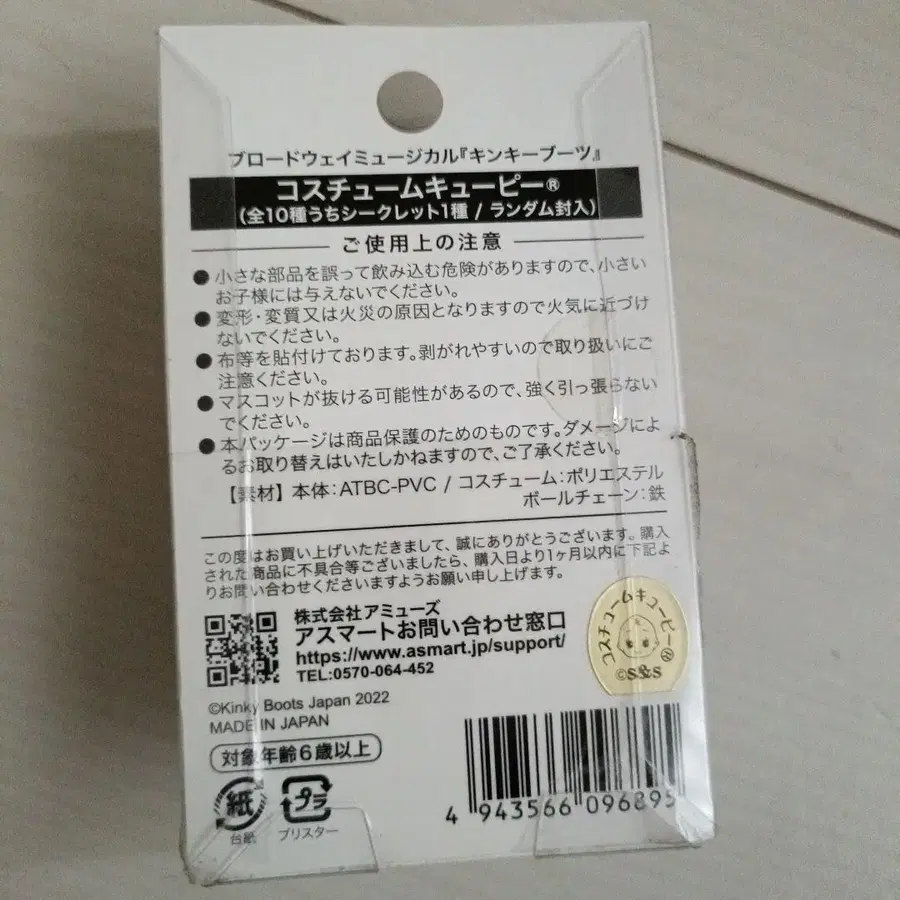 ブロードウェイミュージカル『キンキーブーツ』
コスチュームキューピー®
(全10種うちシークレット1種 / ランダム封入)
ご使用上の注意
● 小さな部品を誤って飲み込む危険がありますので、小さい
お子様には与えないでください。
● 変形・変質又は火災の原因となりますので火気に近づけ
ないでください。
● 布等を貼付けております。剥がれやすいので取り扱いにご
注意ください。
● マスコットが抜ける可能性があるので、強く引っ張らない
でください。
● 本パッケージは商品保護のためのものです。ダメージによ
るお取り替えはいたしかねますので、ご了承ください。
【素材】本体:ATBC-PVC / コスチューム:ポリエステル
ボールチェーン:鉄
この度はお買い上げいただきまして、誠にありがとうございます。購入
された商品に不具合等ございましたら、購入日より1ヶ月以内に下記よ
りお問い合わせくださいますようお願い申し上げます。
株式会社アミューズ
アスマートお問い合わせ窓口
https://www.asmart.jp/support/
TEL:0570-064-452
コスチュームキューピー®
©S&S
©Kinky Boots Japan 2022
MADE IN JAPAN
対象年齢6歳以上
紙
台紙
プラ
ブリスター
4 943566 096895